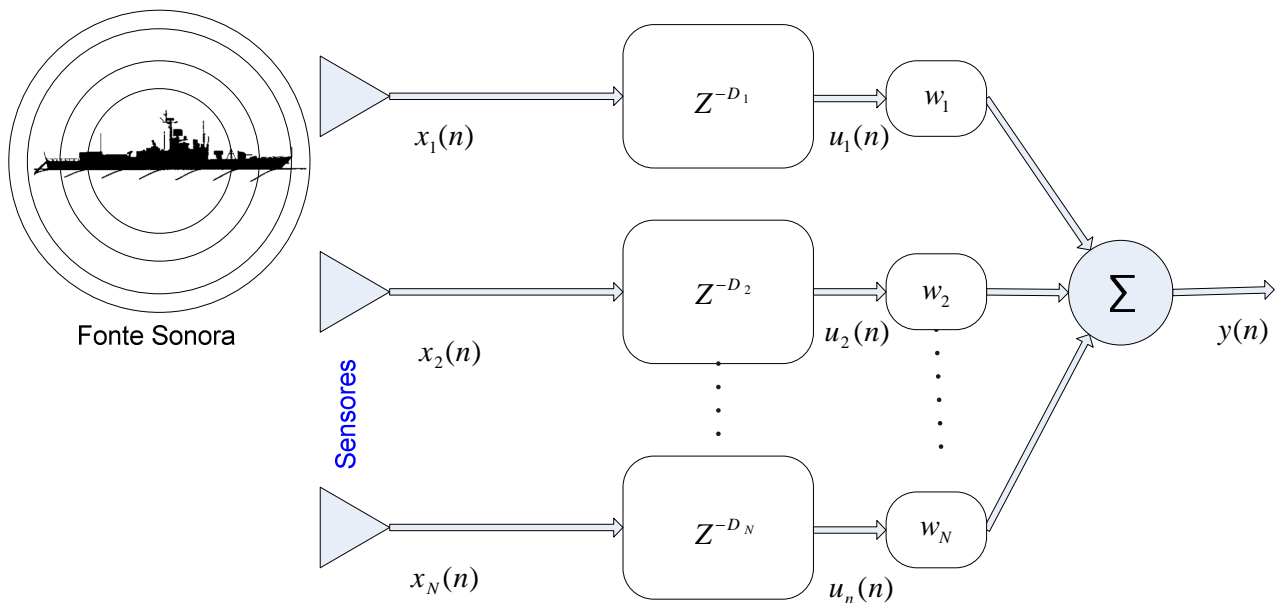 Z^{-D_1}
w_1
x_1(n)
u_1(n)
Z^{-D_2}
w_2
Σ
Fonte Sonora
x_2(n)
u_2(n)
y(n)
Sensores
Z^{-D_N}
w_N
x_N(n)
u_n(n)